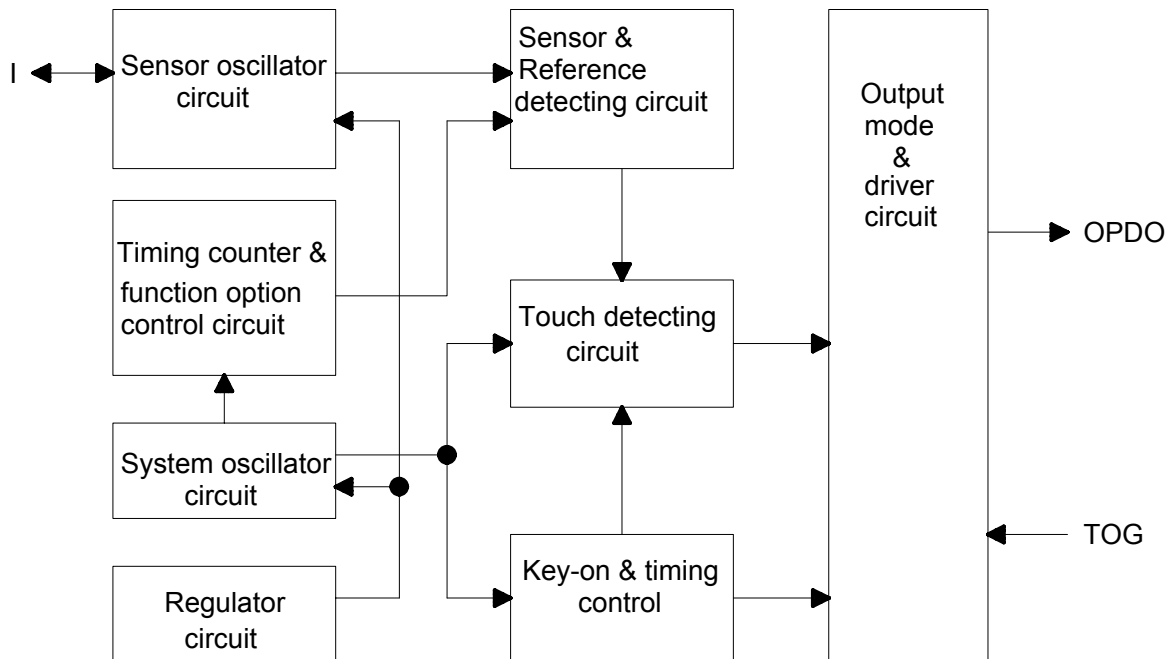 I
Sensor oscillator
circuit
Sensor &
Reference
detecting circuit
Output
mode
&
driver
circuit
Timing counter &
function option
control circuit
OPDO
Touch detecting
circuit
System oscillator
circuit
TOG
Key-on & timing
control
Regulator
circuit